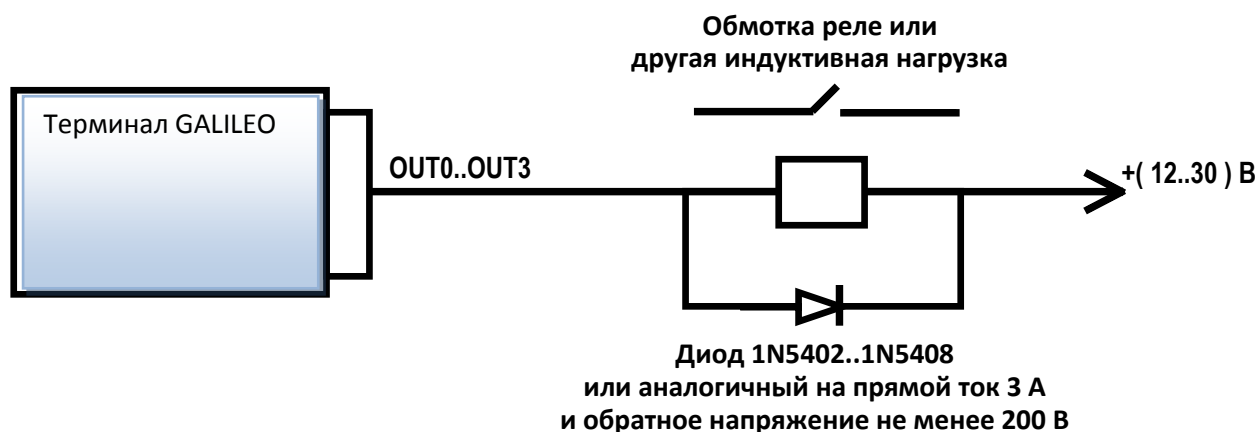 Обмотка реле или
другая индуктивная нагрузка
Терминал GALILEO
OUT0..OUT3
+( 12..30 ) В
Диод 1N5402..1N5408
или аналогичный на прямой ток 3 А
и обратное напряжение не менее 200 В